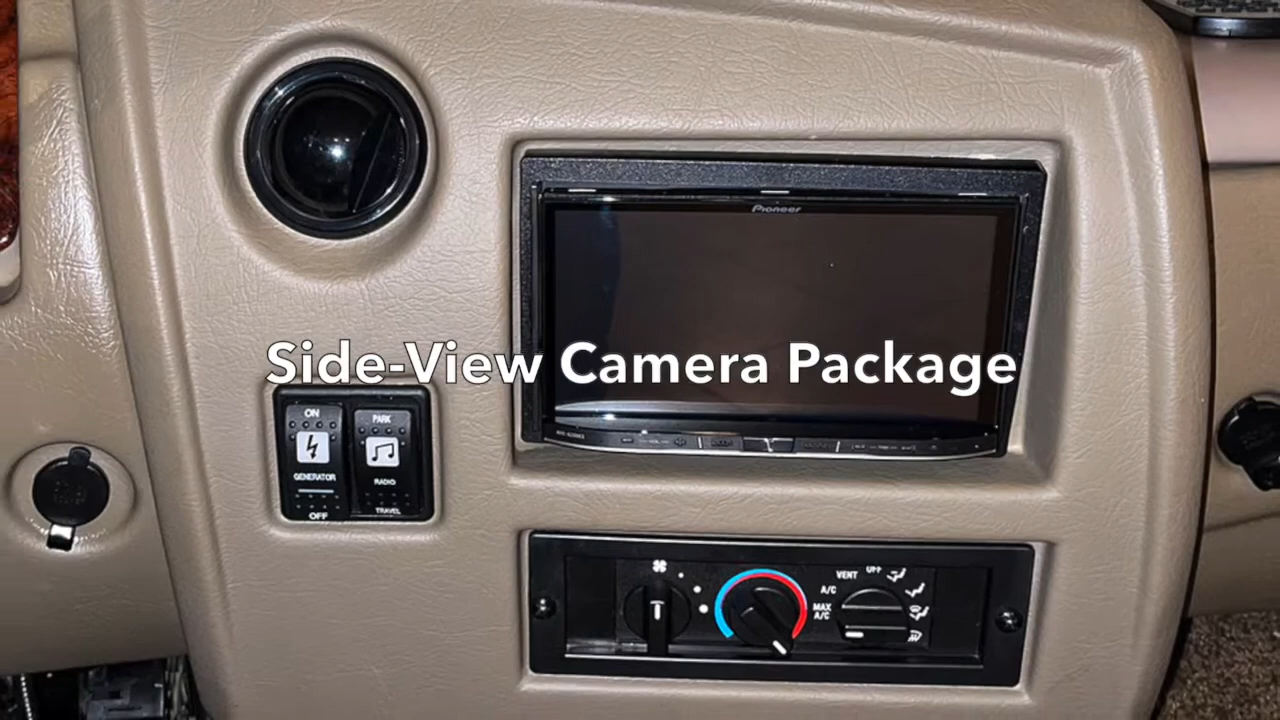 Pioneer
Side-View Camera Package
ON
GENERATOR
OFF
PARK
RADIO
TRAVEL
OFF
VENT
A/C
MAX
A/C